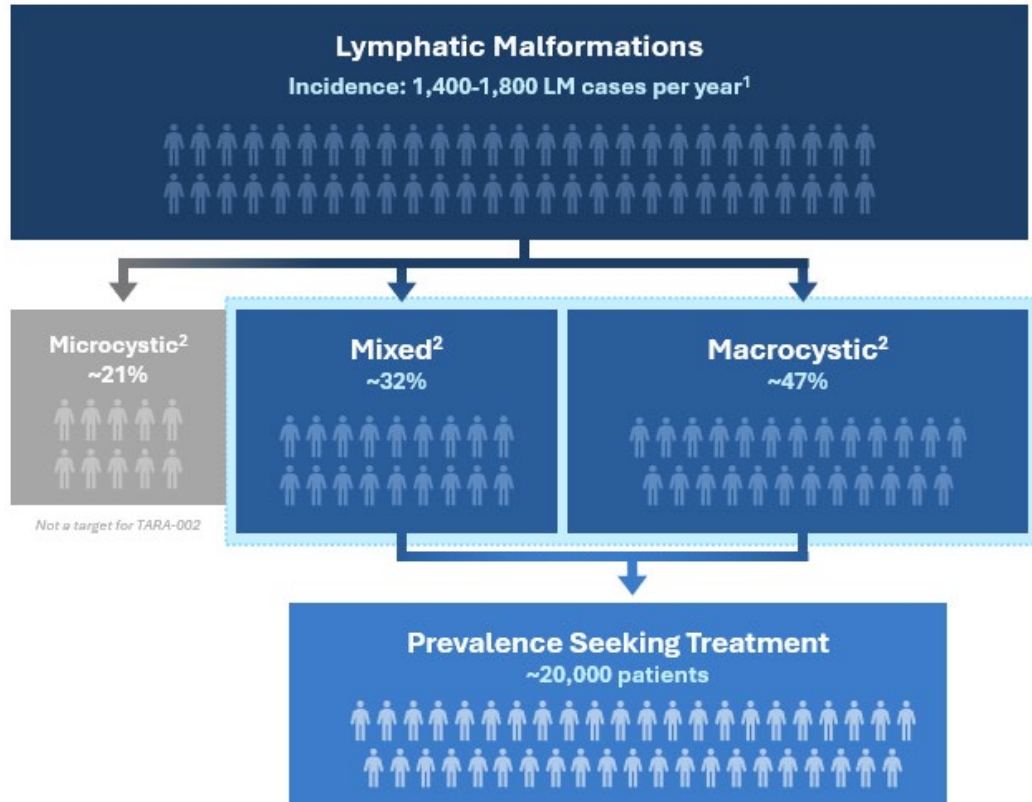 Lymphatic Malformations
Incidence: 1,400-1,800 LM cases per year¹
Microcystic²
~21%
Mixed²
~32%
Macrocystic²
~47%
Not a target for TARA-002
Prevalence Seeking Treatment
~20,000 patients